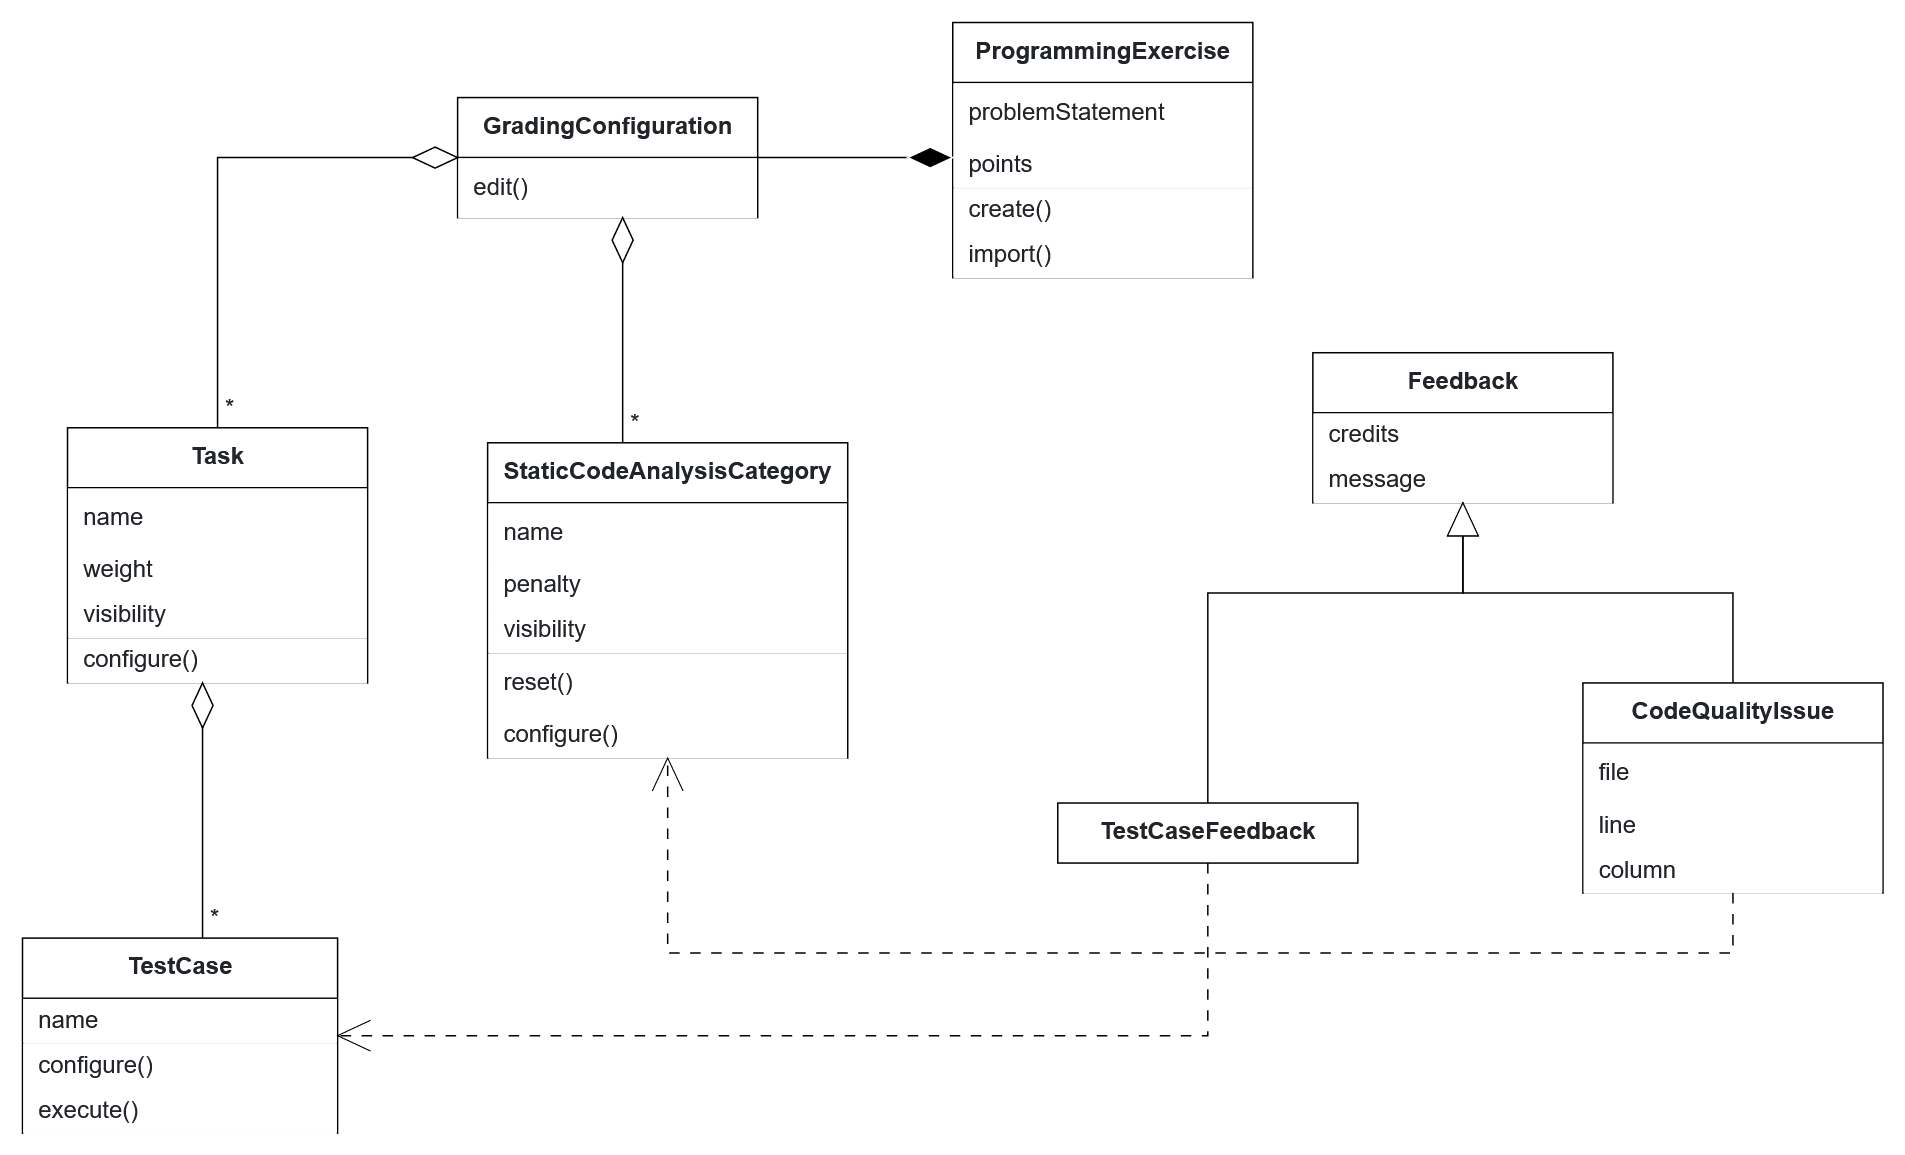 ProgrammingExercise
problemStatement
points
create()
import()
GradingConfiguration
edit()
*
*
Task
name
weight
visibility
configure()
StaticCodeAnalysisCategory
name
penalty
visibility
reset()
configure()
Feedback
credits
message
CodeQualityIssue
file
line
column
TestCaseFeedback
*
TestCase
name
configure()
execute()